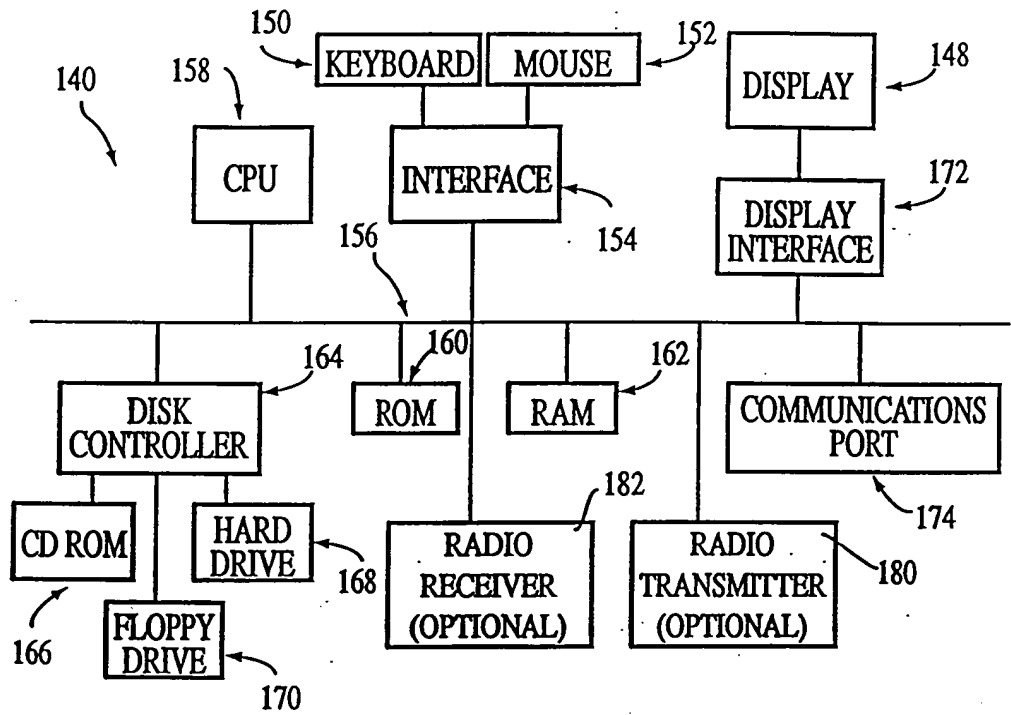 150
KEYBOARD
MOUSE
152
158
140
CPU
INTERFACE
154
DISPLAY
148
172
DISPLAY
INTERFACE
156
164
DISK
CONTROLLER
160
ROM
162
RAM
COMMUNICATIONS
PORT
174
CD ROM
166
HARD
DRIVE
168
FLOPPY
DRIVE
170
182
RADIO
RECEIVER
(OPTIONAL)
RADIO
TRANSMITTER
(OPTIONAL)
180